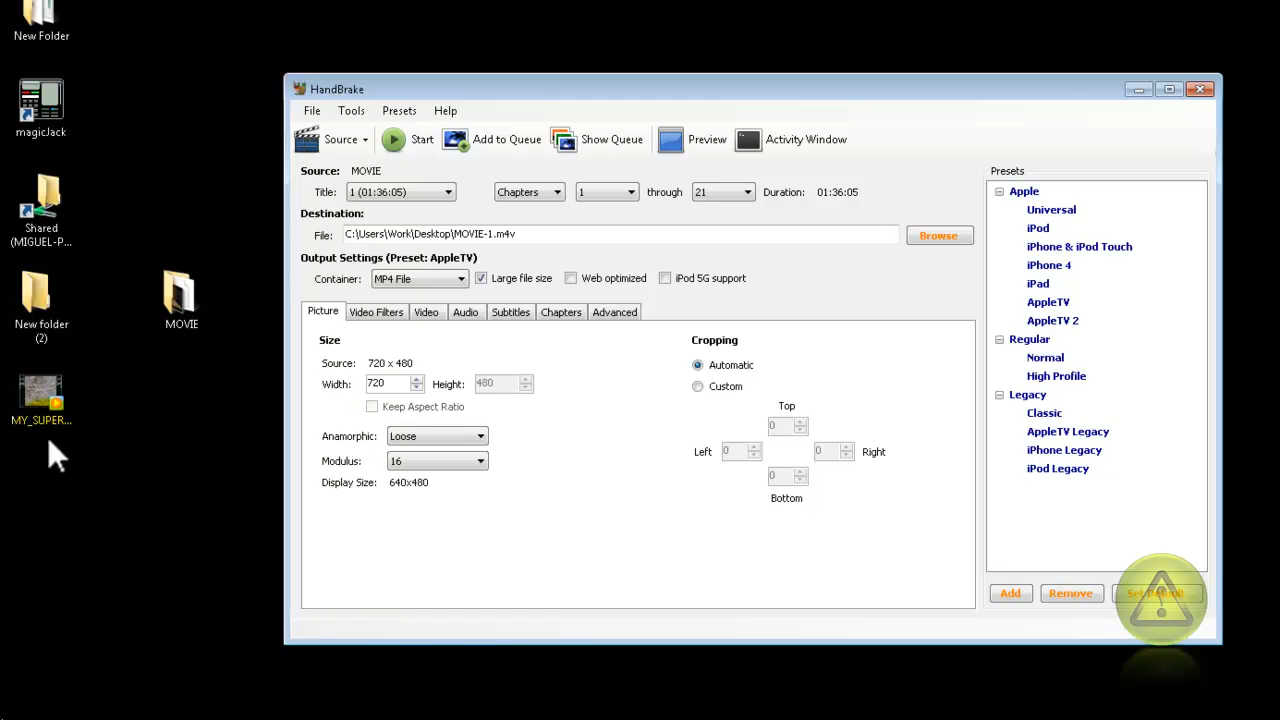 New Folder
magicJack
Shared
(MIGUEL-P...
New folder
(2)
MOVIE
MY_SUPER...
HandBrake
File Tools Presets Help
Source Start Add to Queue Show Queue Preview Activity Window
Source: MOVIE
Title: 1 (01:36:05) Chapters 1 through 21 Duration: 01:36:05
Destination:
File: C:\Users\Work\Desktop\MOVIE-1.m4v Browse
Output Settings (Preset: AppleTV)
Container: MP4 File Large file size Web optimized iPod 5G support
Picture Video Filters Video Audio Subtitles Chapters Advanced
Size
Source: 720 x 480
Width: 720 Height: 480
Keep Aspect Ratio
Anamorphic: Loose
Modulus: 16
Display Size: 640x480
Cropping
Automatic
Custom
Top
0
Left 0 0 Right
0
Bottom
Presets
Apple
Universal
iPod
iPhone & iPod Touch
iPhone 4
iPad
AppleTV
AppleTV 2
Regular
Normal
High Profile
Legacy
Classic
AppleTV Legacy
iPhone Legacy
iPod Legacy
Add Remove Set Default